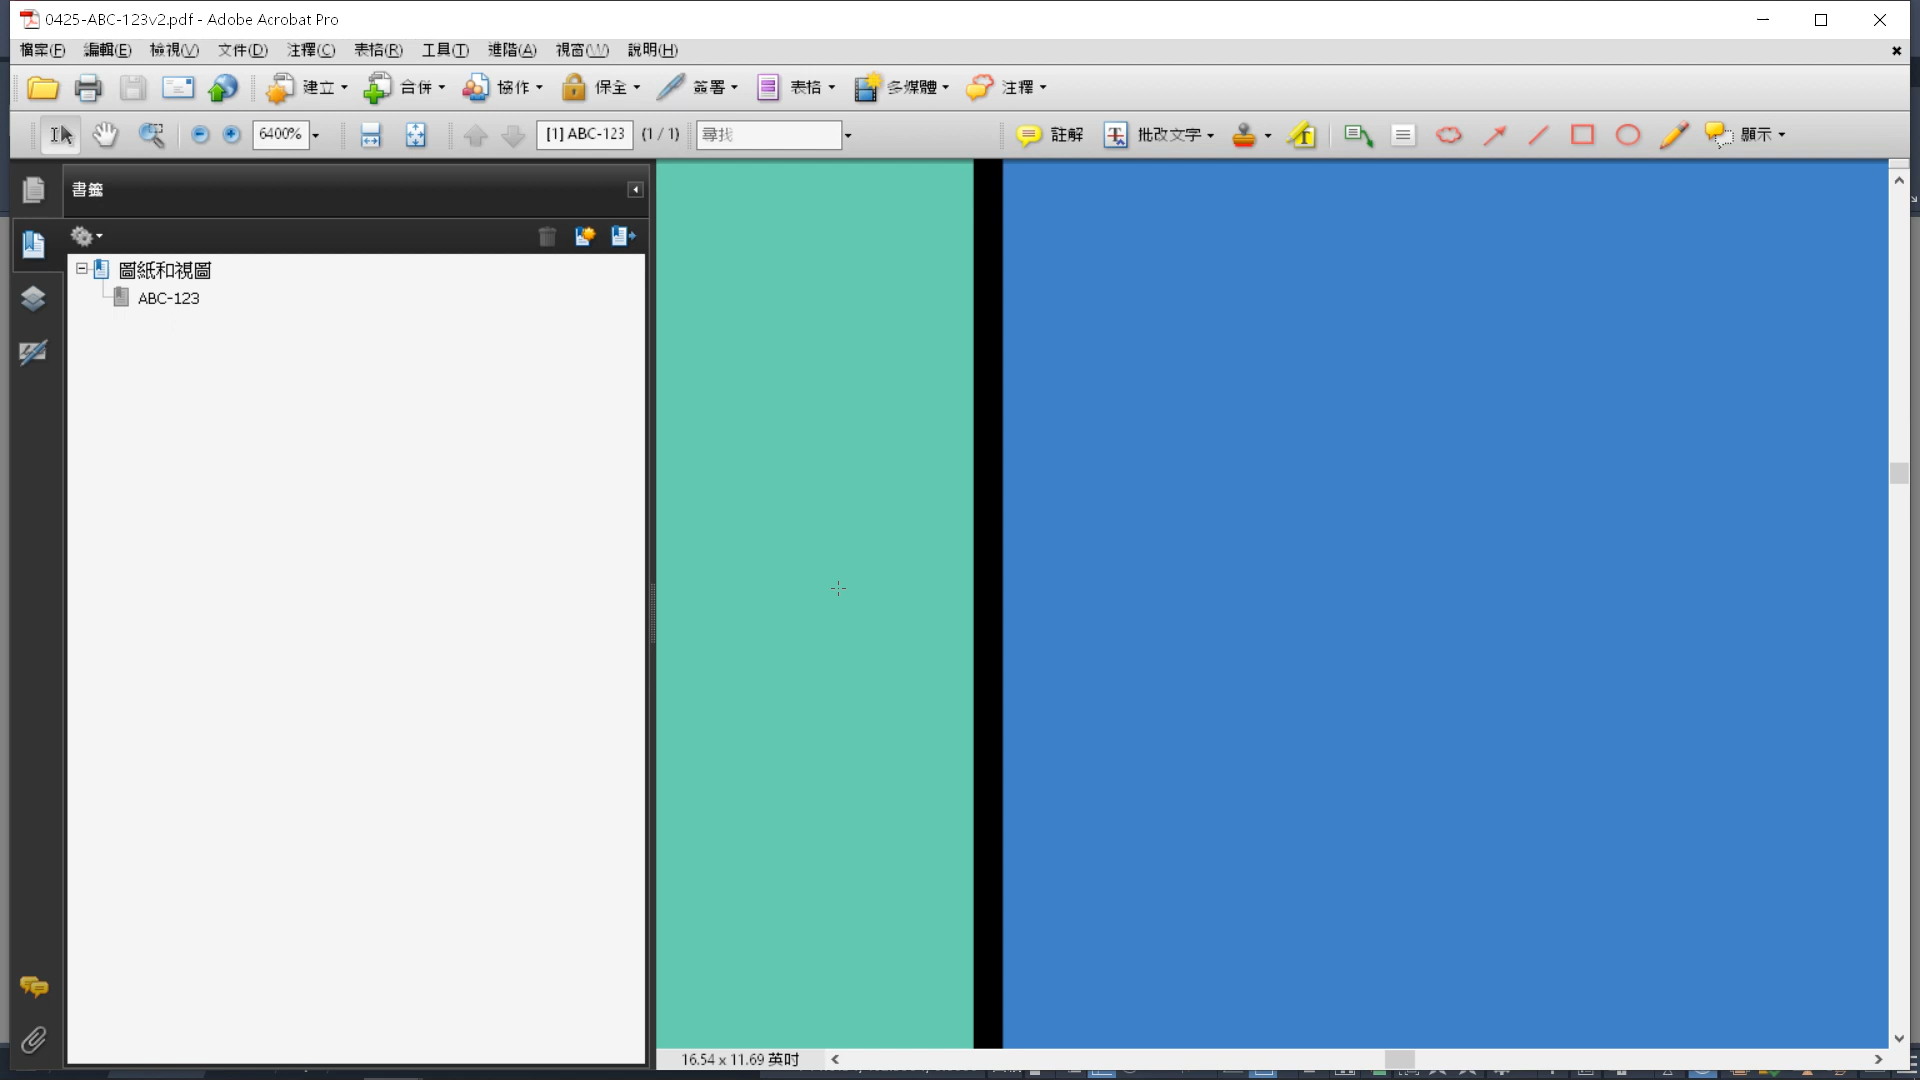 0425-ABC-123v2.pdf - Adobe Acrobat Pro
檔案(F) 編輯(E) 檢視(V) 文件(D) 注釋(C) 表格(R) 工具(T) 進階(A) 視窗(W) 說明(H)
建立 合併 協作 保全 簽署 表格 多媒體 注釋
6400% [1] ABC-123 (1 / 1) 尋找 註解 批改文字 顯示
書籤
圖紙和視圖
ABC-123
16.54 x 11.69 英吋